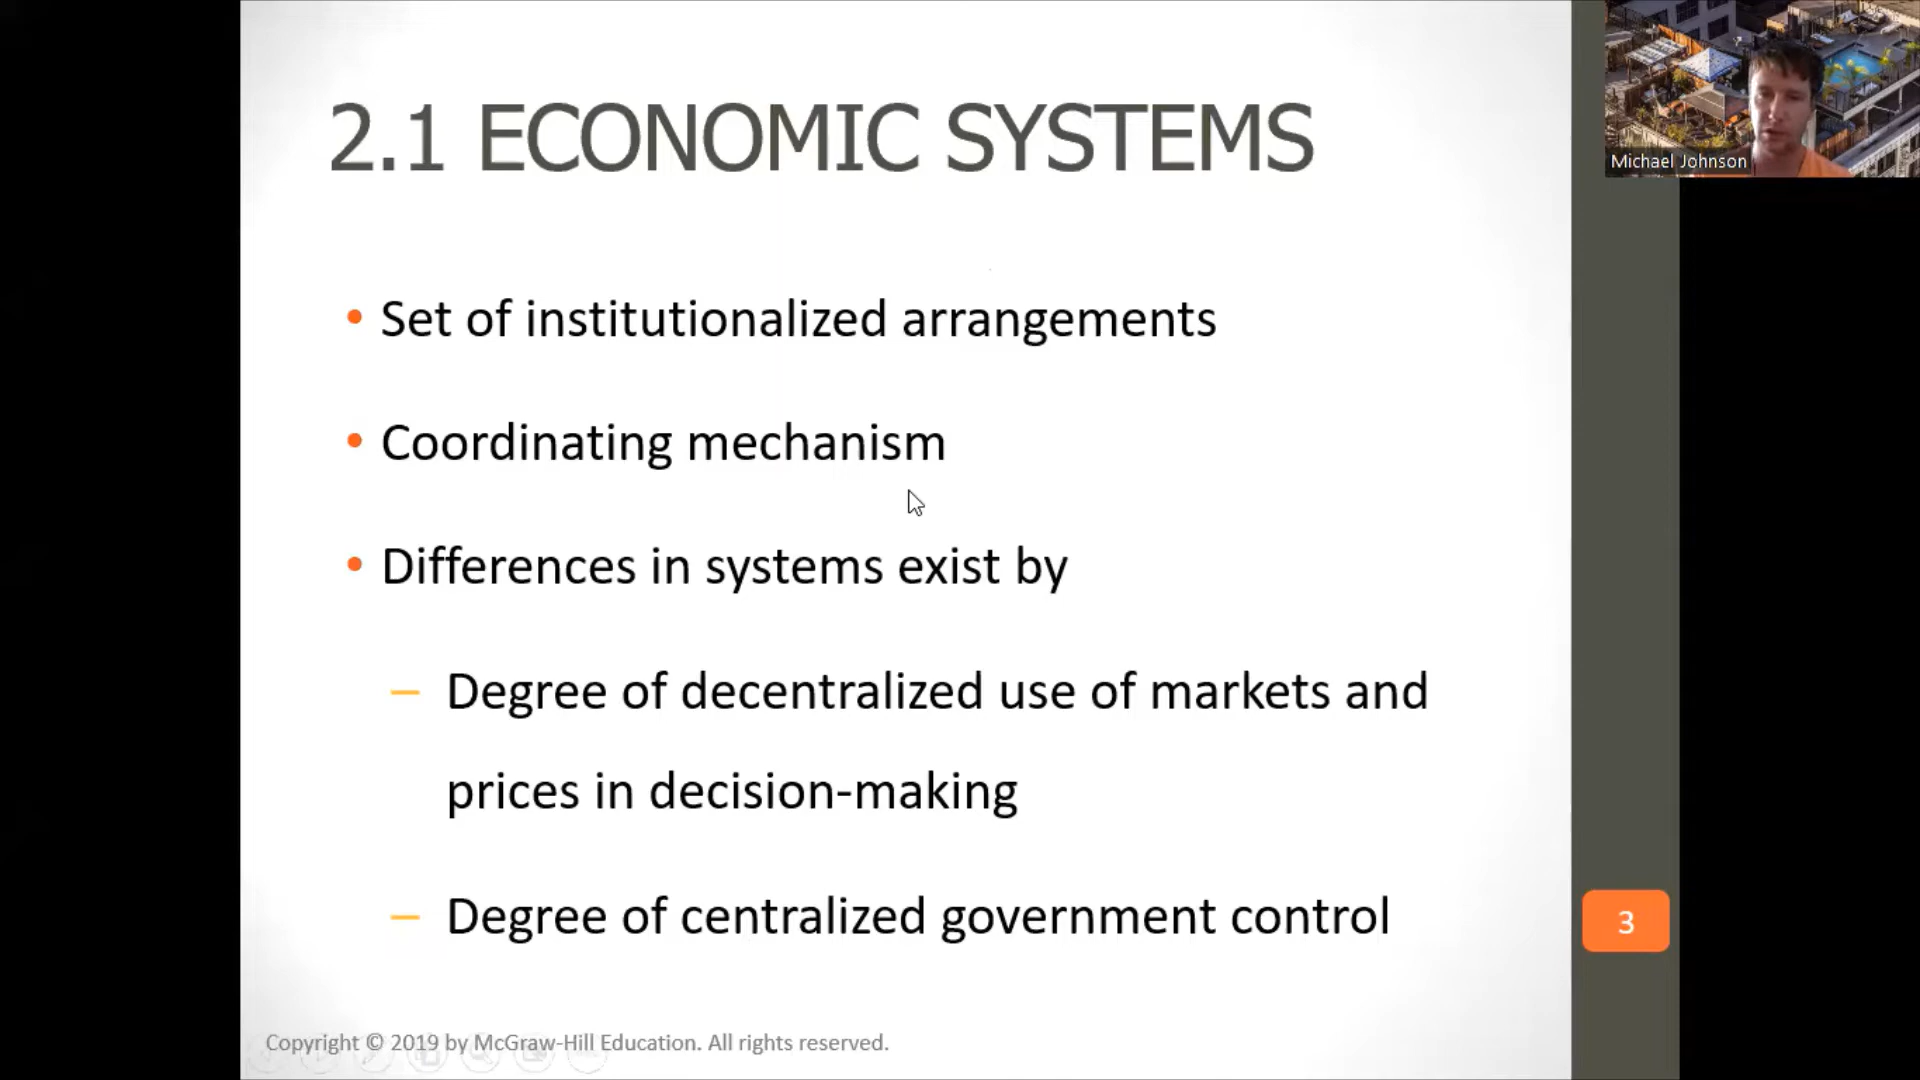 2.1 ECONOMIC SYSTEMS
Michael Johnson
• Set of institutionalized arrangements
• Coordinating mechanism
• Differences in systems exist by
– Degree of decentralized use of markets and
prices in decision-making
– Degree of centralized government control
3
Copyright © 2019 by McGraw-Hill Education. All rights reserved.